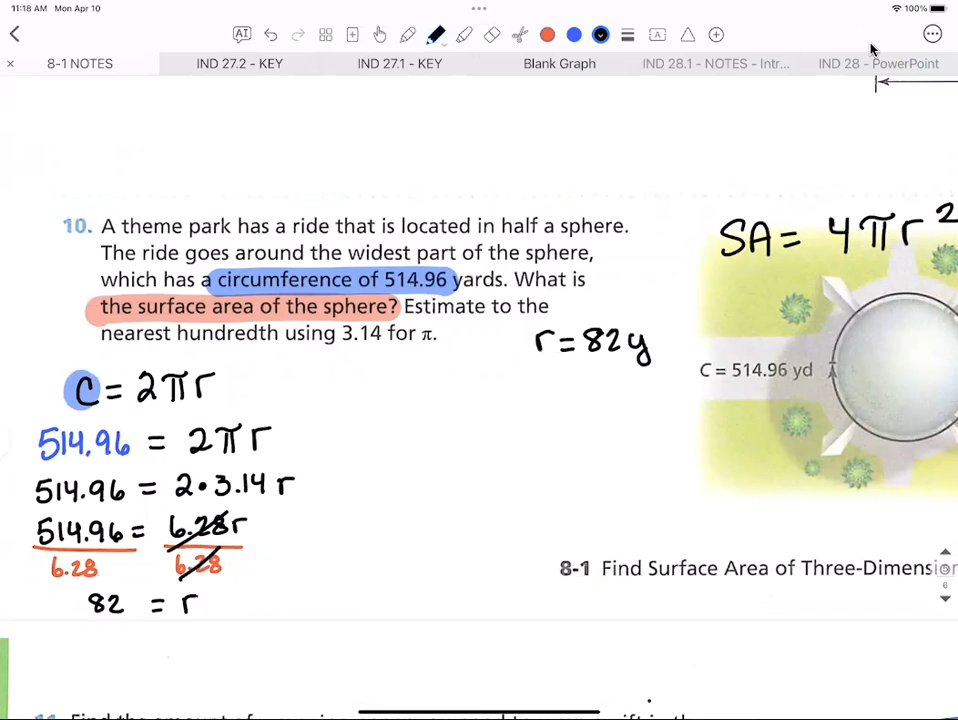 11:18 AM Mon Apr 10
100%
AI
A
8-1 NOTES
IND 27.2 - KEY
IND 27.1 - KEY
Blank Graph
IND 28.1 - NOTES - Intr...
IND 28 - PowerPoint
10. A theme park has a ride that is located in half a sphere.
The ride goes around the widest part of the sphere,
which has a circumference of 514.96 yards. What is
the surface area of the sphere? Estimate to the
nearest hundredth using 3.14 for π.
SA = 4πr²
r = 82y
C = 514.96 yd
C = 2πr
514.96 = 2πr
514.96 = 2•3.14 r
514.96 = 6.28r
6.28 6.28
82 = r
8-1 Find Surface Area of Three-Dimension
6